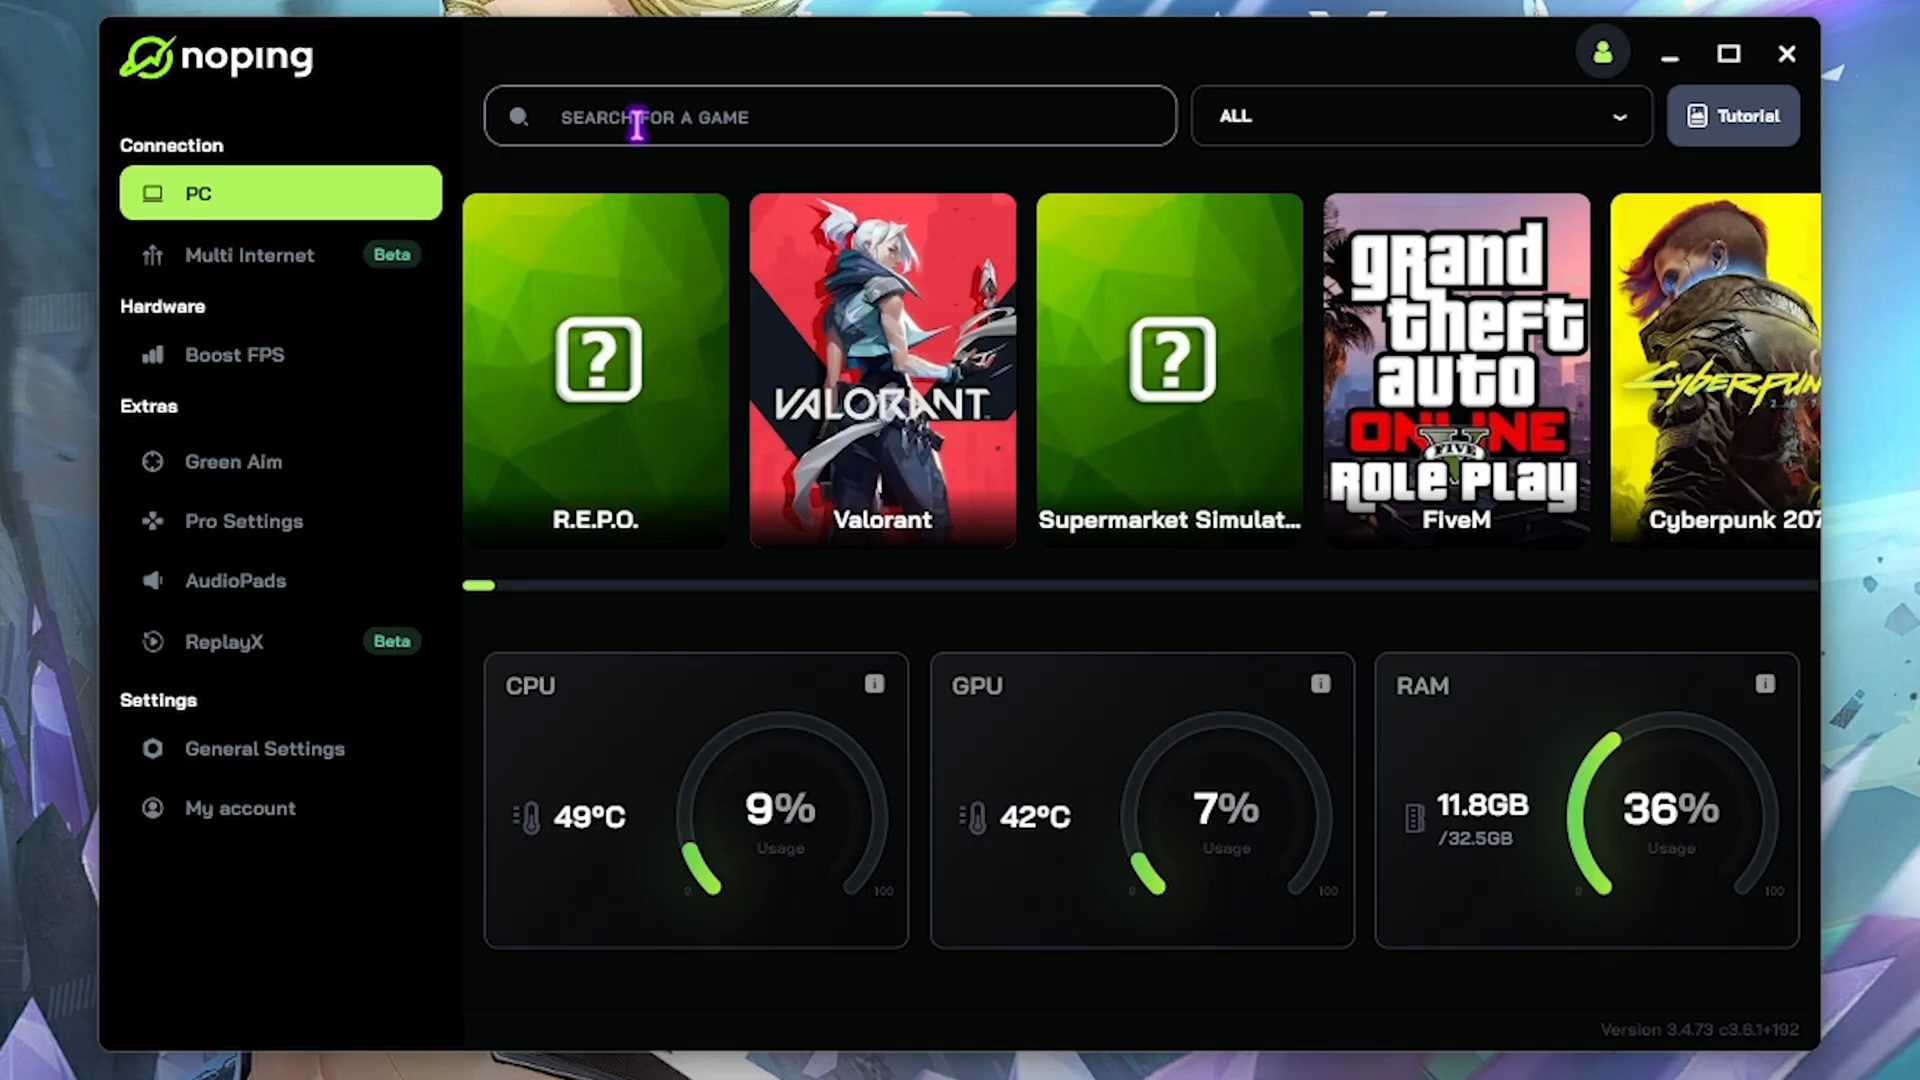 noping
SEARCH FOR A GAME
ALL
Tutorial
Connection
PC
Multi Internet
Beta
Hardware
Boost FPS
Extras
Green Aim
Pro Settings
AudioPads
ReplayX
Beta
Settings
General Settings
My account
?
R.E.P.O.
VALORANT
Valorant
?
Supermarket Simulat...
grand
theft
auto
ONLINE
V
FIVE
ROLE PLAY
FiveM
CYBERPUN
Cyberpunk 207
CPU
i
49ºC
9%
Usage
0
100
GPU
i
42ºC
7%
Usage
0
100
RAM
i
11.8GB
/32.5GB
36%
Usage
0
100
Version 3.4.73 c3.6.1+192